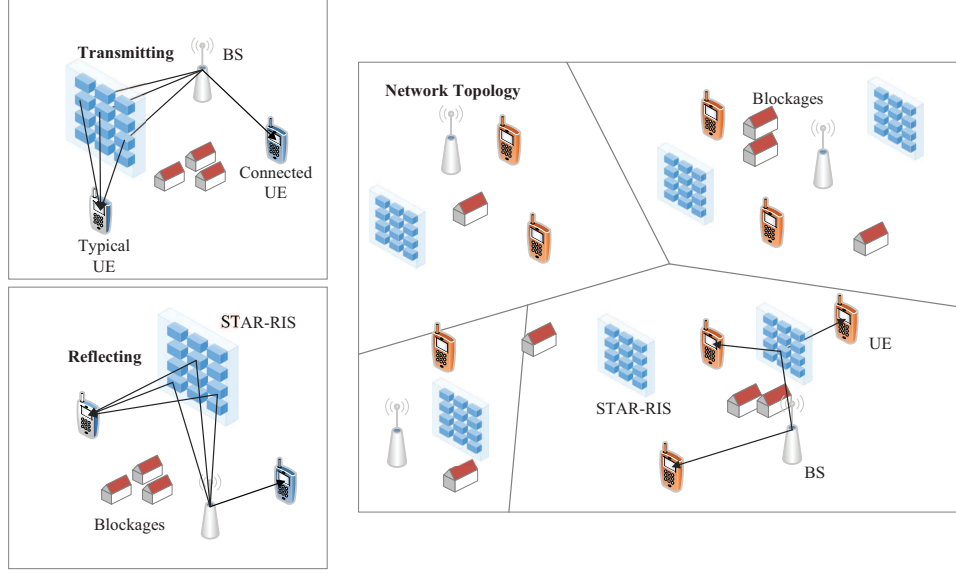 Transmitting
BS
Connected
UE
Typical
UE
STAR-RIS
Reflecting
Blockages
Network Topology
Blockages
UE
STAR-RIS
BS